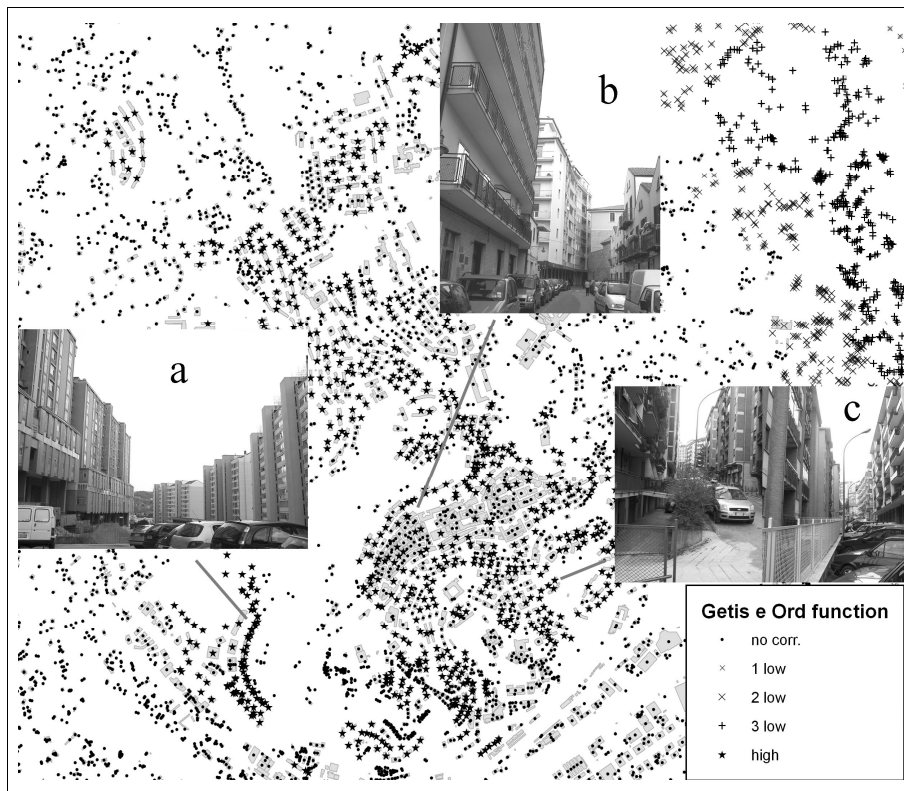 b
a
c
Getis e Ord function
no corr.
1 low
2 low
3 low
high